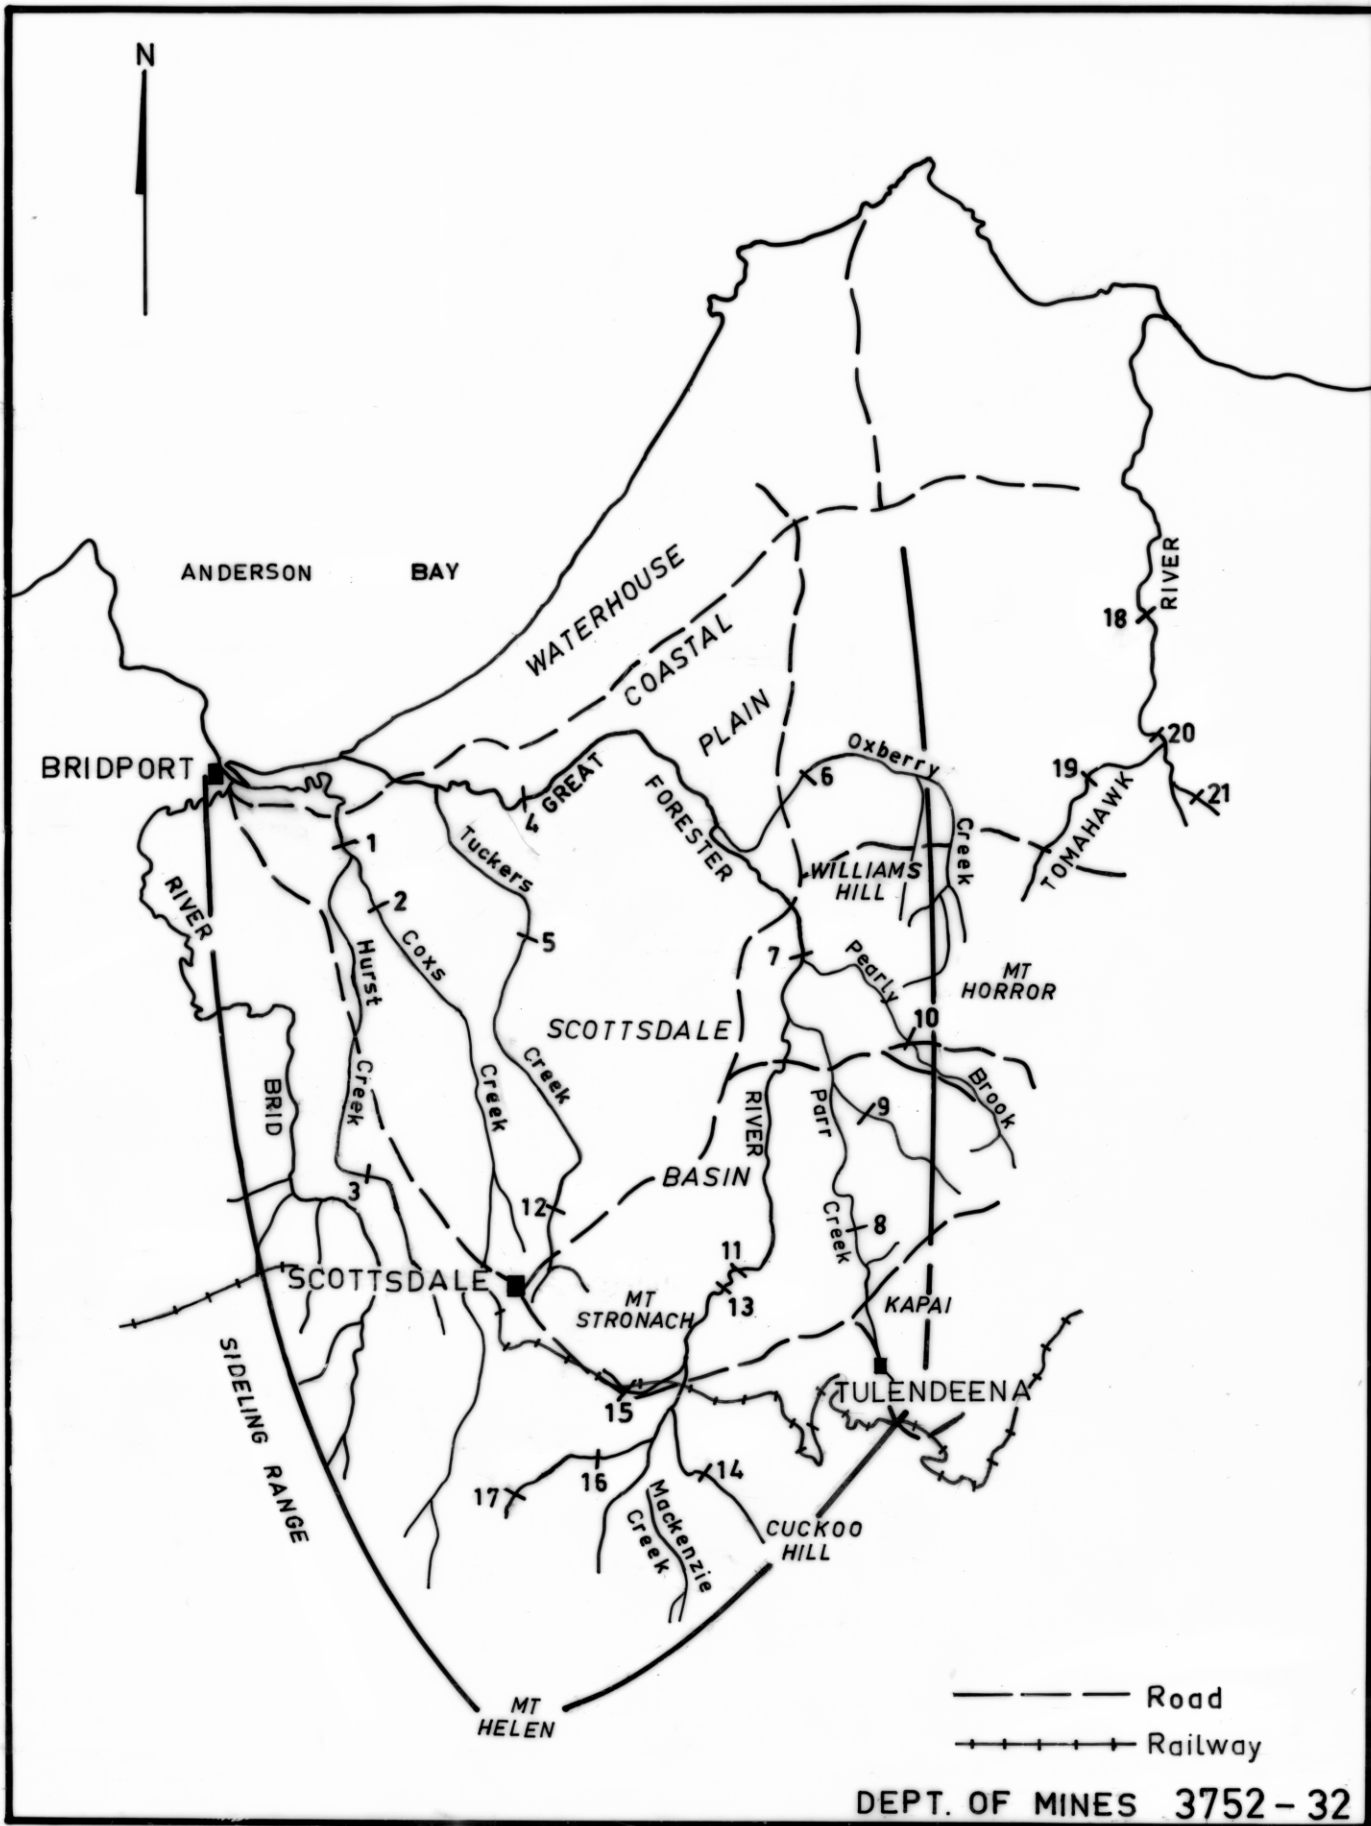 N
ANDERSON BAY
WATERHOUSE
COASTAL
PLAIN
RIVER
18
BRIDPORT
Oxberry
6
20
19
21
GREAT
4
FORESTER
TOMAHAWK
Tuckers
Creek
1
WILLIAMS
HILL
2
RIVER
5
Coxs
7
Pearly
Hurst
MT
HORROR
10
SCOTTSDALE
Creek
Creek
Creek
BRID
RIVER
Parr
9
Brook
BASIN
3
12
Creek
8
11
SCOTTSDALE
13
MT
STRONACH
KAPAI
SIDELING RANGE
TULENDEENA
15
16
14
17
Mackenzie
Creek
CUCKOO
HILL
MT
HELEN
Road
Railway
DEPT. OF MINES 3752-32